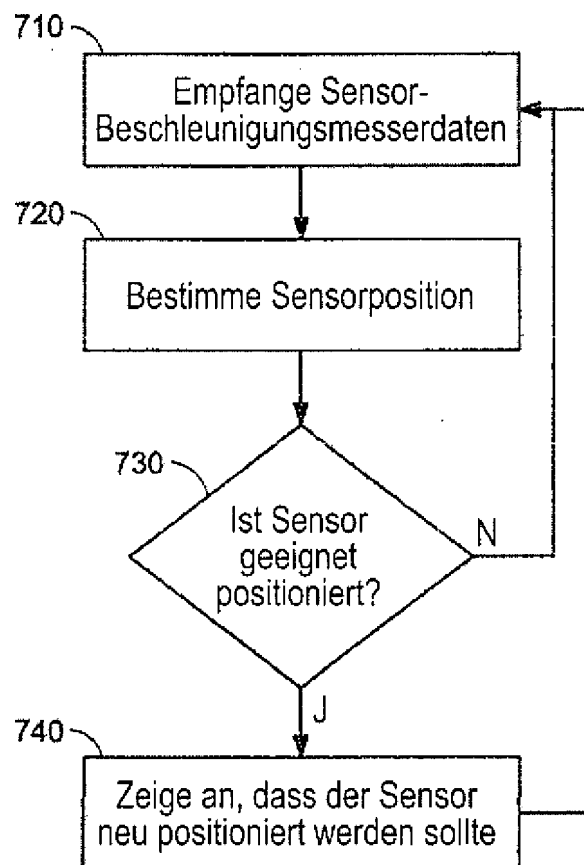 710
Empfange Sensor-
Beschleunigungsmesserdaten
720
Bestimme Sensorposition
730
Ist Sensor
geeignet
positioniert?
N
J
740
Zeige an, dass der Sensor
neu positioniert werden sollte